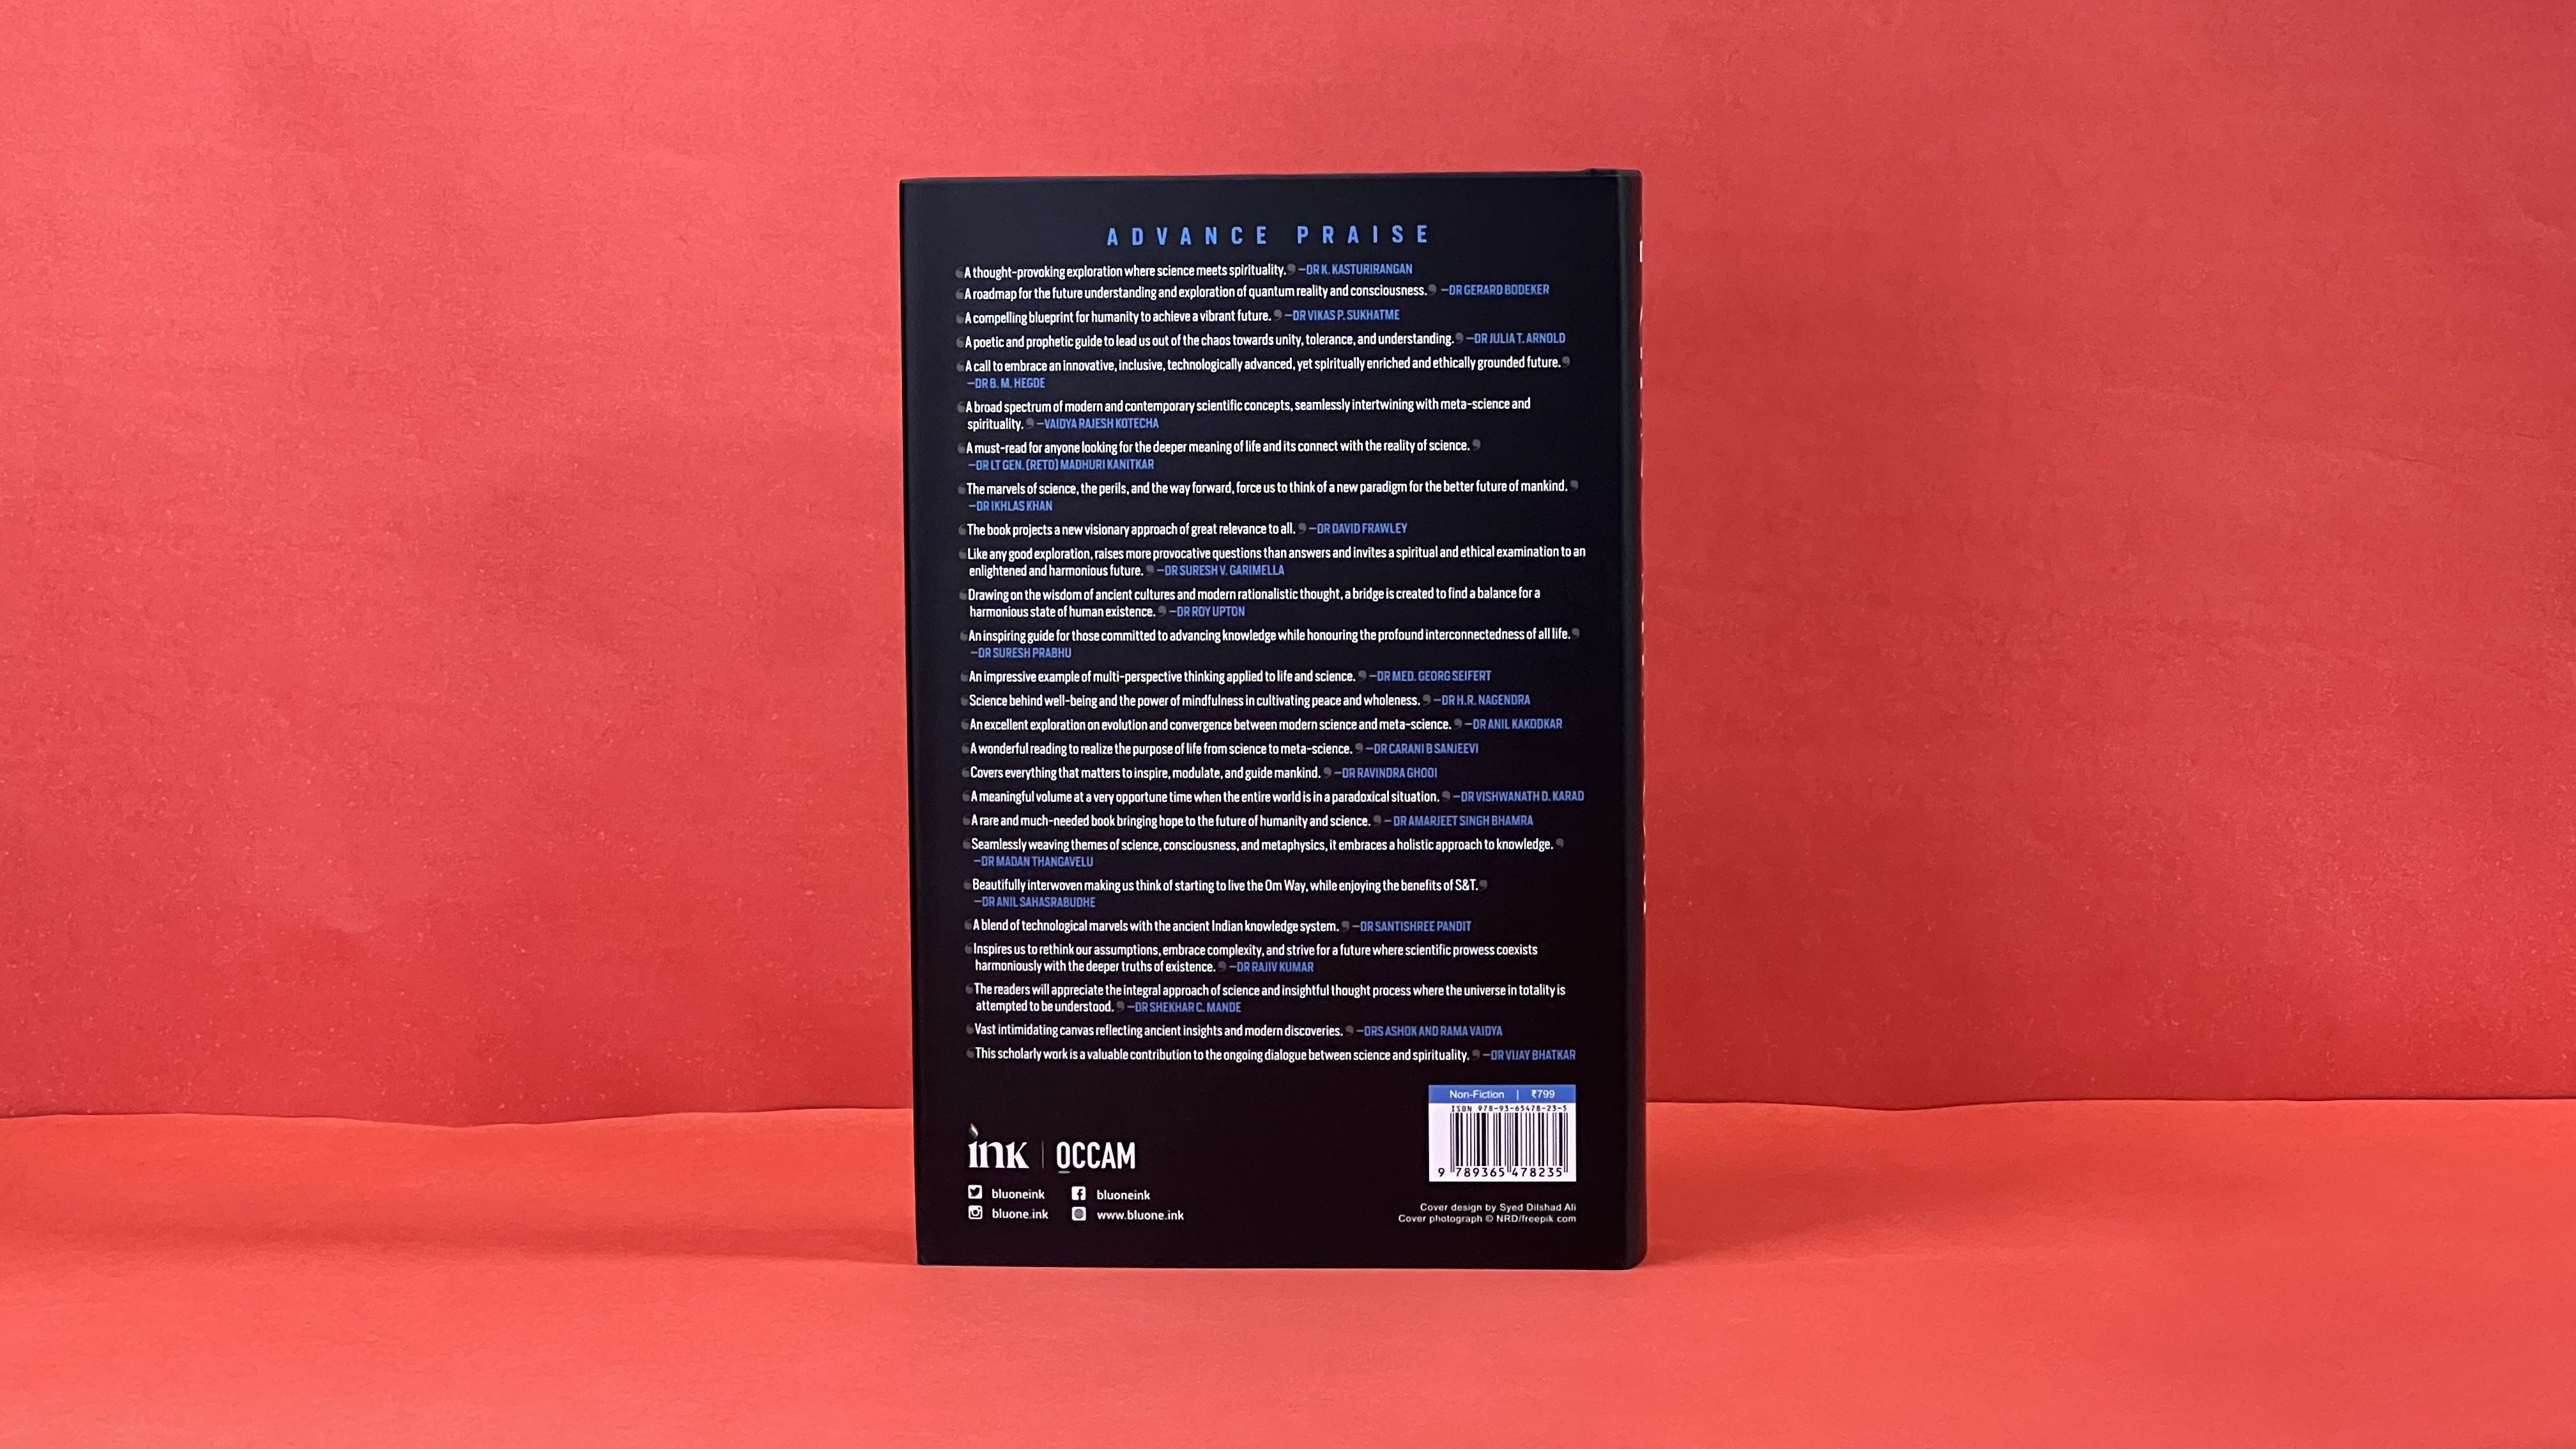 ADVANCE PRAISE
‘A thought-provoking exploration where science meets spirituality.’ —DR K. KASTURIRANGAN
‘A roadmap for the future understanding and exploration of quantum reality and consciousness.’ —DR GERARD BODEKER
‘A compelling blueprint for humanity to achieve a vibrant future.’ —DR VIKAS P. SUKHATME
‘A poetic and prophetic guide to lead us out of the chaos towards unity, tolerance, and understanding.’ —DR JULIA T. ARNOLD
‘A call to embrace an innovative, inclusive, technologically advanced, yet spiritually enriched and ethically grounded future.’
—DR B. M. HEGDE
‘A broad spectrum of modern and contemporary scientific concepts, seamlessly intertwining with meta-science and
spirituality.’ —VAIDYA RAJESH KOTECHA
‘A must-read for anyone looking for the deeper meaning of life and its connect with the reality of science.’
—DR LT GEN. (RETD) MADHURI KANITKAR
‘The marvels of science, the perils, and the way forward, force us to think of a new paradigm for the better future of mankind.’
—DR IKHLAS KHAN
‘The book projects a new visionary approach of great relevance to all.’ —DR DAVID FRAWLEY
‘Like any good exploration, raises more provocative questions than answers and invites a spiritual and ethical examination to an
enlightened and harmonious future.’ —DR SURESH V. GARIMELLA
‘Drawing on the wisdom of ancient cultures and modern rationalistic thought, a bridge is created to find a balance for a
harmonious state of human existence.’ —DR ROY UPTON
‘An inspiring guide for those committed to advancing knowledge while honouring the profound interconnectedness of all life.’
—DR SURESH PRABHU
‘An impressive example of multi-perspective thinking applied to life and science.’ —DR MED. GEORG SEIFERT
‘Science behind well-being and the power of mindfulness in cultivating peace and wholeness.’ —DR H.R. NAGENDRA
‘An excellent exploration on evolution and convergence between modern science and meta-science.’ —DR ANIL KAKODKAR
‘A wonderful reading to realize the purpose of life from science to meta-science.’ —DR CARANI B SANJEEVI
‘Covers everything that matters to inspire, modulate, and guide mankind.’ —DR RAVINDRA GHOOI
‘A meaningful volume at a very opportune time when the entire world is in a paradoxical situation.’ —DR VISHWANATH D. KARAD
‘A rare and much-needed book bringing hope to the future of humanity and science.’ — DR AMARJEET SINGH BHAMRA
‘Seamlessly weaving themes of science, consciousness, and metaphysics, it embraces a holistic approach to knowledge.’
—DR MADAN THANGAVELU
‘Beautifully interwoven making us think of starting to live the Om Way, while enjoying the benefits of S&T.’
—DR ANIL SAHASRABUDHE
‘A blend of technological marvels with the ancient Indian knowledge system.’ —DR SANTISHREE PANDIT
‘Inspires us to rethink our assumptions, embrace complexity, and strive for a future where scientific prowess coexists
harmoniously with the deeper truths of existence.’ —DR RAJIV KUMAR
‘The readers will appreciate the integral approach of science and insightful thought process where the universe in totality is
attempted to be understood.’ —DR SHEKHAR C. MANDE
‘Vast intimidating canvas reflecting ancient insights and modern discoveries.’ —DRS ASHOK AND RAMA VAIDYA
‘This scholarly work is a valuable contribution to the ongoing dialogue between science and spirituality.’ —DR VIJAY BHATKAR
Non-Fiction | ₹799
ISBN 978-93-65478-23-5
9 789365 478235
ink | OCCAM
bluoneink bluoneink
bluone.ink www.bluone.ink
Cover design by Syed Dilshad Ali
Cover photograph © NRD/freepik.com